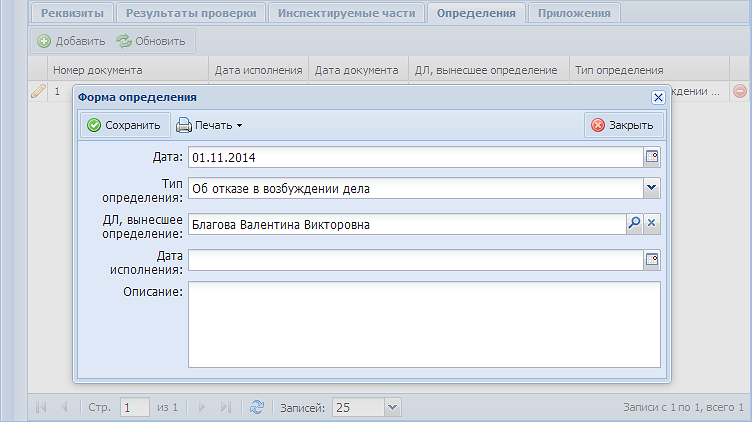 Реквизиты Результаты проверки Инспектируемые части Определения Приложения
Добавить Обновить
Номер документа Дата исполнения Дата документа ДЛ, вынесшее определение Тип определения
1 ждении ...
Форма определения
Сохранить Печать Закрыть
Дата: 01.11.2014
Тип
определения: Об отказе в возбуждении дела
ДЛ, вынесшее
определение: Благова Валентина Викторовна
Дата
исполнения:
Описание:
Стр. 1 из 1 Записей: 25 Записи с 1 по 1, всего 1